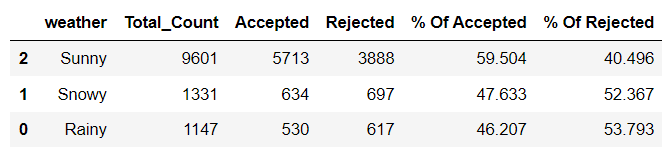 weather Total_Count Accepted Rejected % Of Accepted % Of Rejected
2 Sunny 9601 5713 3888 59.504 40.496
1 Snowy 1331 634 697 47.633 52.367
0 Rainy 1147 530 617 46.207 53.793